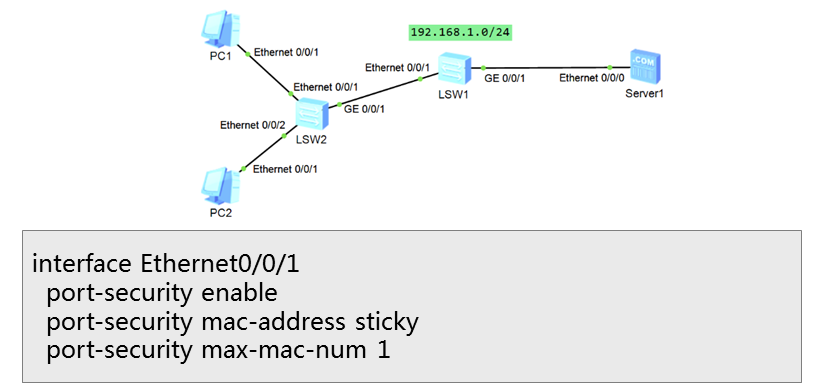 192.168.1.0/24
PC1
Ethernet 0/0/1
Ethernet 0/0/1
Ethernet 0/0/1
GE 0/0/1
Ethernet 0/0/0
.COM
LSW1
Server1
GE 0/0/1
Ethernet 0/0/2
LSW2
Ethernet 0/0/1
PC2
interface Ethernet0/0/1
port-security enable
port-security mac-address sticky
port-security max-mac-num 1